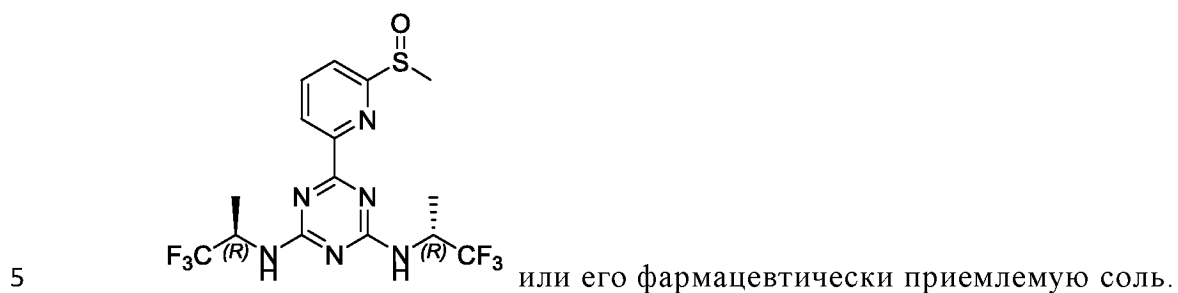 O
S
N
N N
F₃C (R) N N N (R) CF₃
H H
5 или его фармацевтически приемлемую соль.